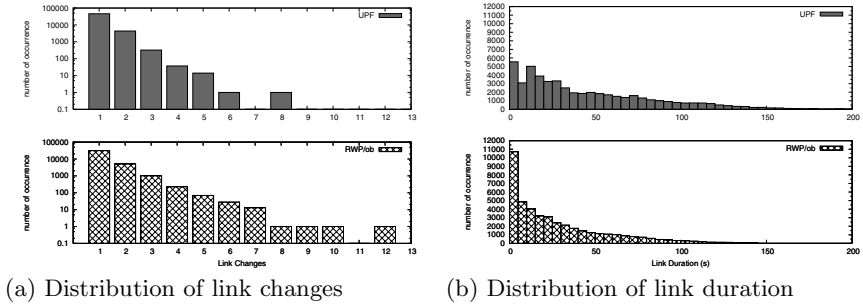 number of occurrence
100000
10000
1000
100
10
1
0.1
UPF
1 2 3 4 5 6 7 8 9 10 11 12 13
number of occurrence
100000
10000
1000
100
10
1
0.1
RWP/ob
1 2 3 4 5 6 7 8 9 10 11 12 13
Link Changes
(a) Distribution of link changes
number of occurrence
12000
11000
10000
9000
8000
7000
6000
5000
4000
3000
2000
1000
0
UPF
0 50 100 150 200
number of occurrence
12000
11000
10000
9000
8000
7000
6000
5000
4000
3000
2000
1000
0
RWP/ob
0 50 100 150 200
Link Duration (s)
(b) Distribution of link duration